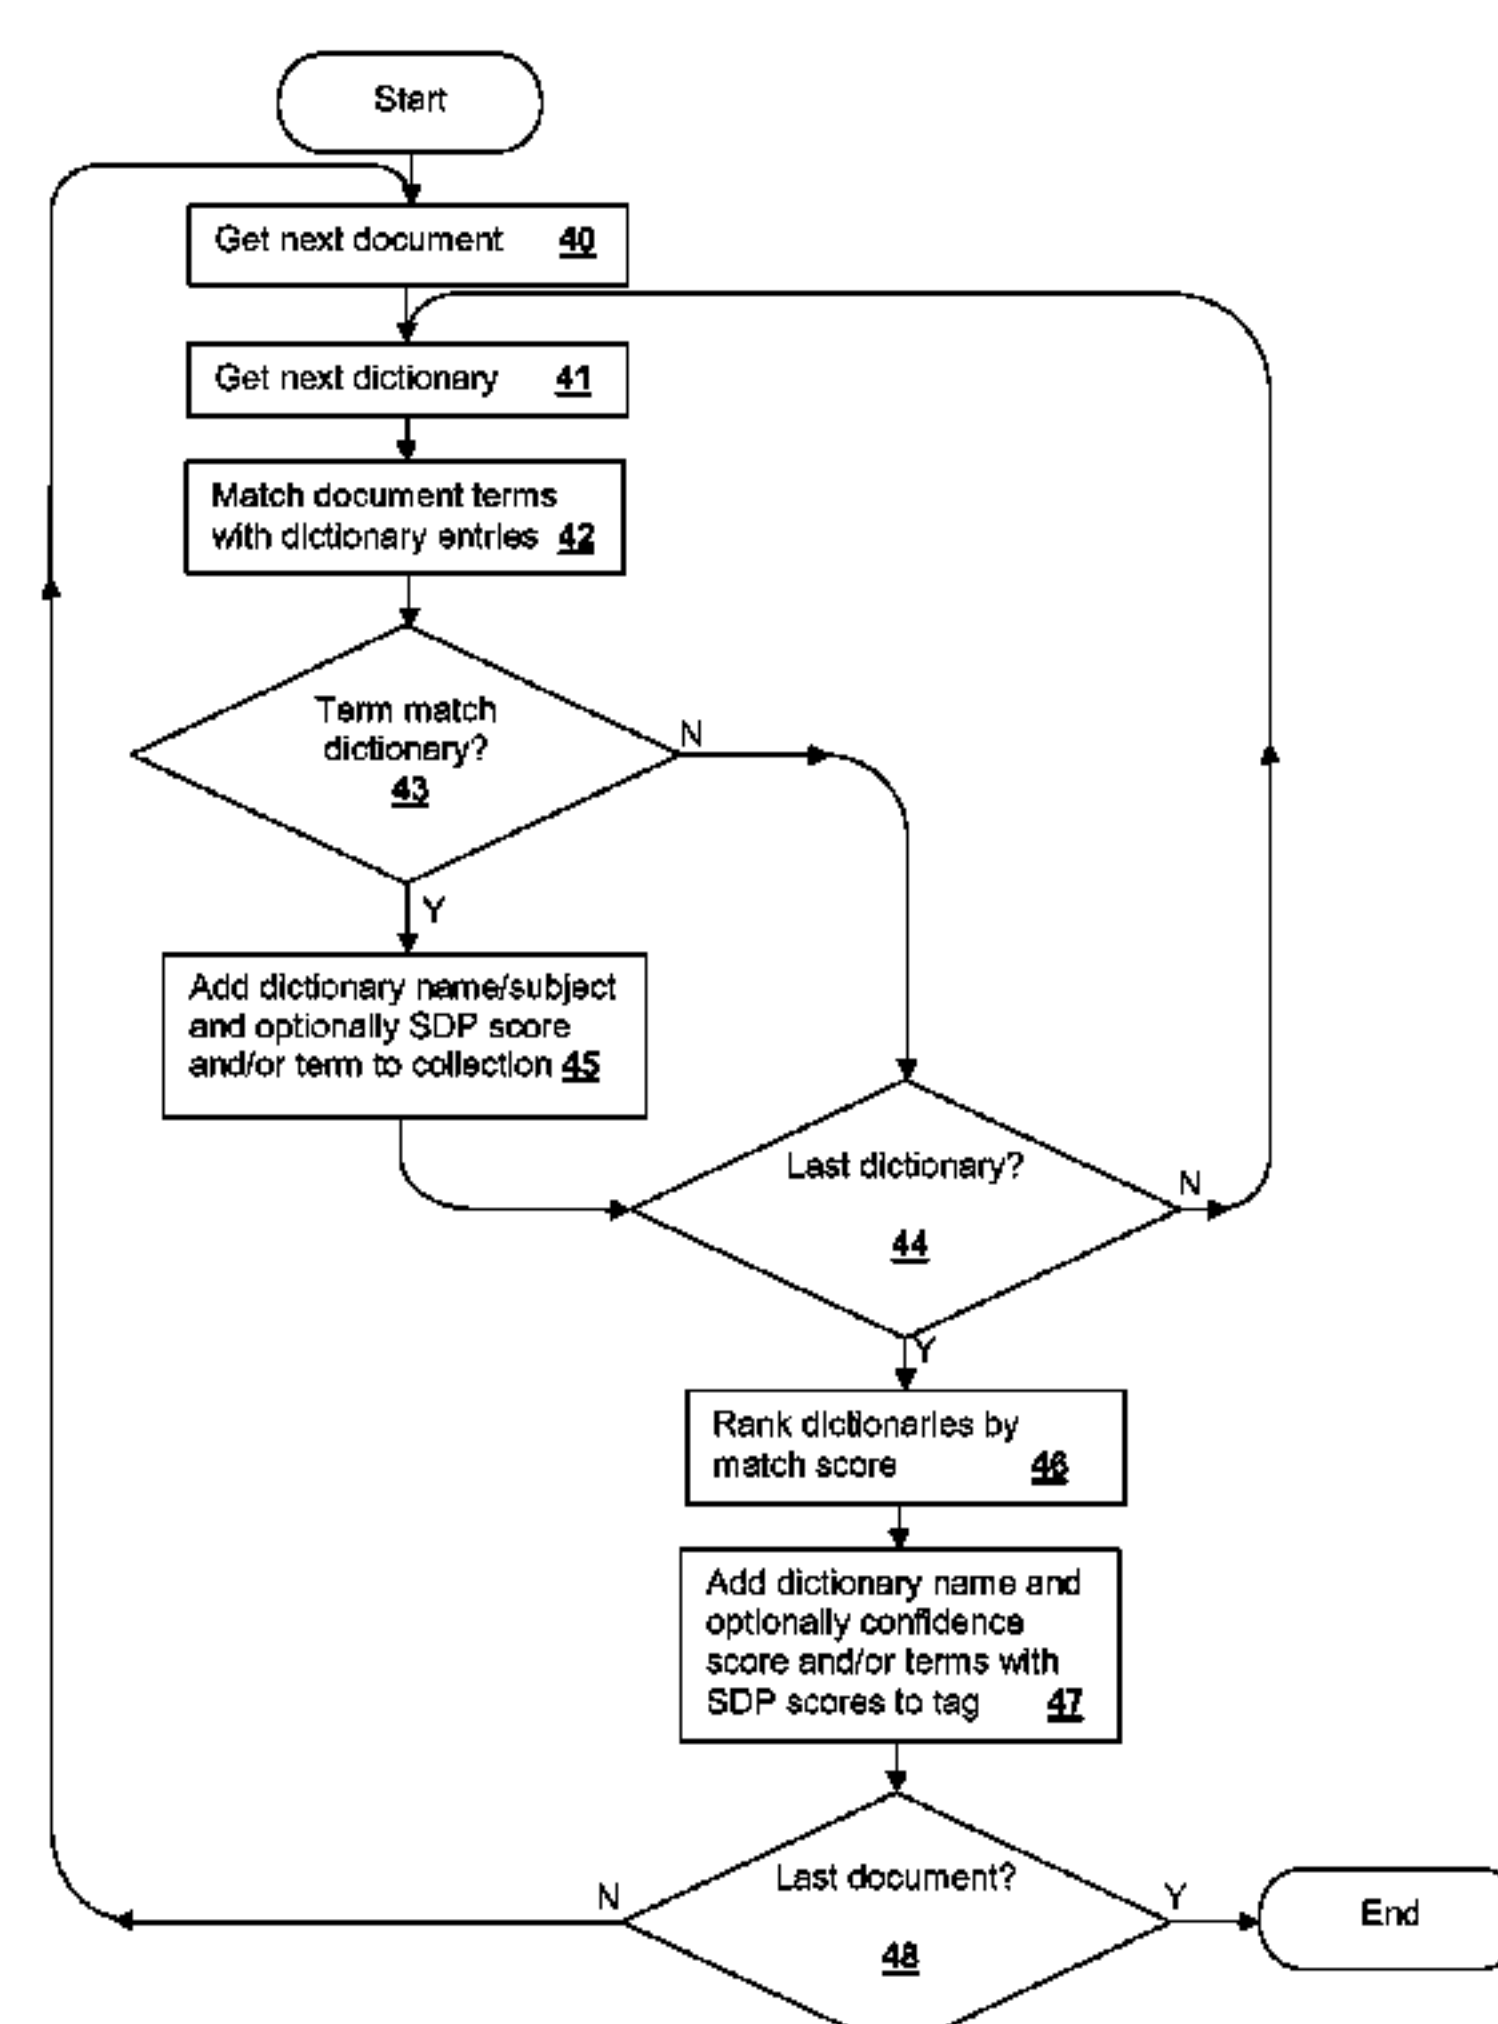 Start
Get next document 40
Get next dictionary 41
Match document terms
with dictionary entries 42
Term match
dictionary?
43
N
Y
Add dictionary name/subject
and optionally SDP score
and/or term to collection 45
Last dictionary?
N
44
Y
Rank dictionaries by
match score 46
Add dictionary name and
optionally confidence
score and/or terms with
SDP scores to tag 47
Last document?
N
Y
End
48